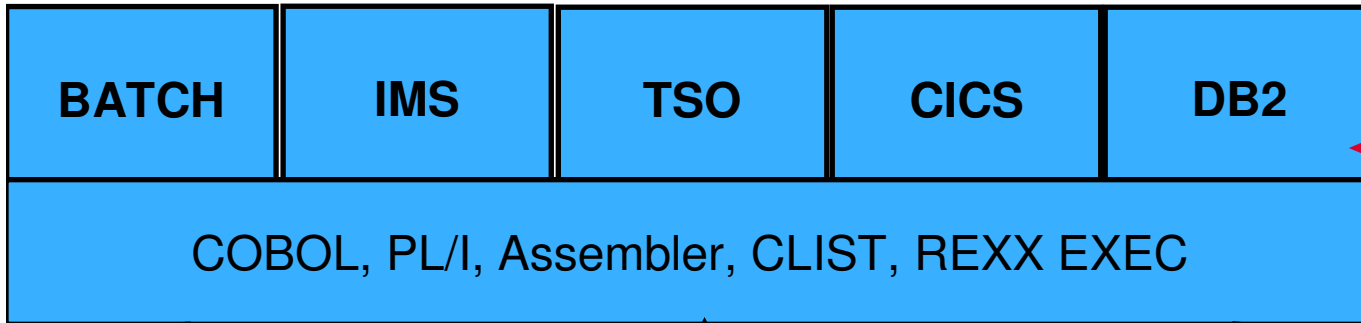 BATCH IMS TSO CICS DB2
COBOL, PL/I, Assembler, CLIST, REXX EXEC